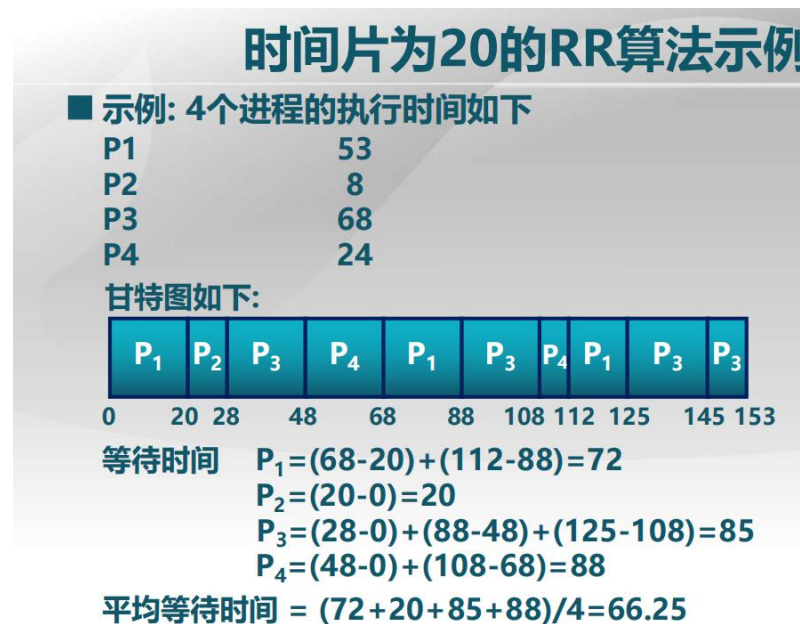 时间片为20的RR算法示例
■ 示例: 4个进程的执行时间如下
P1 53
P2 8
P3 68
P4 24
甘特图如下:
P₁ P₂ P₃ P₄ P₁ P₃ P₄ P₁ P₃ P₃
0 20 28 48 68 88 108 112 125 145 153
等待时间 P₁=(68-20)+(112-88)=72
P₂=(20-0)=20
P₃=(28-0)+(88-48)+(125-108)=85
P₄=(48-0)+(108-68)=88
平均等待时间 = (72+20+85+88)/4=66.25